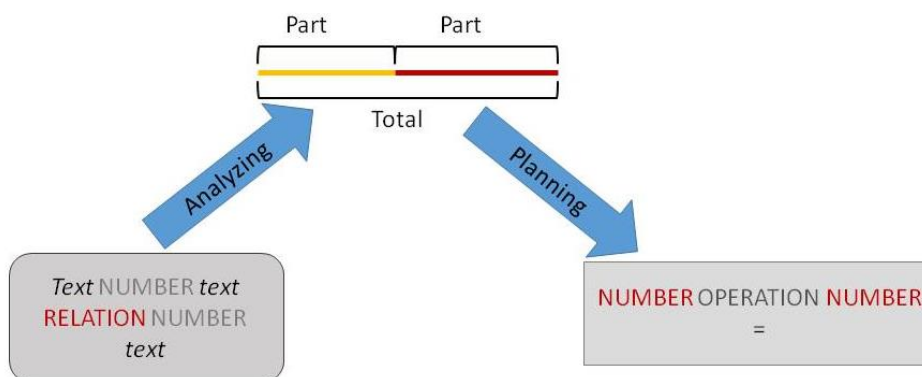 Part Part
Total
Analyzing
Planning
Text NUMBER text
RELATION NUMBER
text
NUMBER OPERATION NUMBER
=